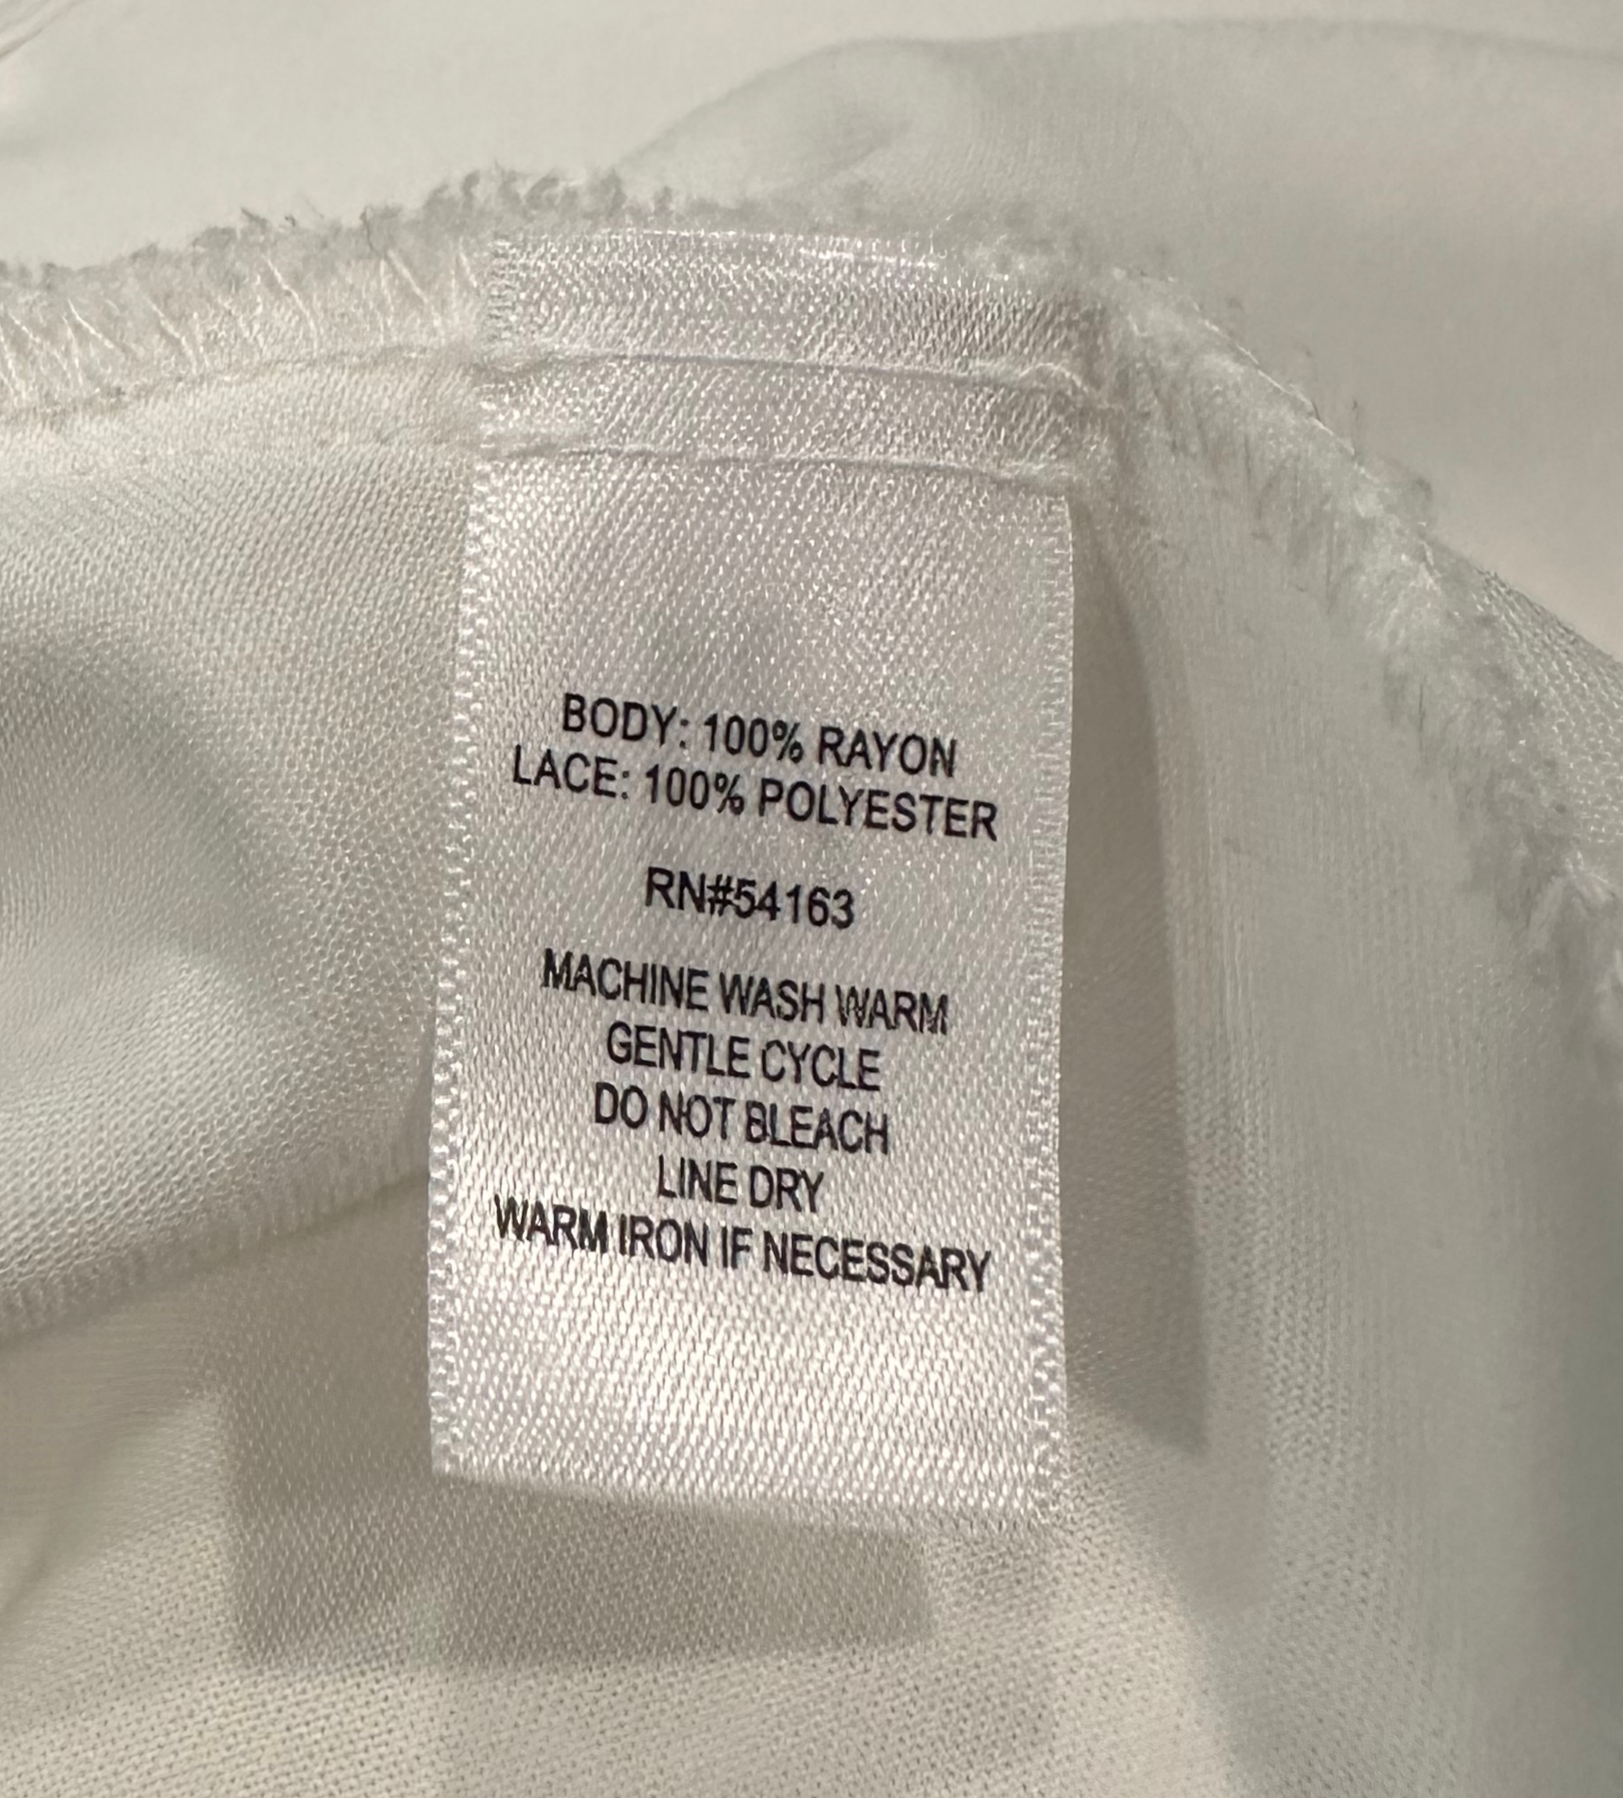 BODY: 100% RAYON
LACE: 100% POLYESTER
RN#54163
MACHINE WASH WARM
GENTLE CYCLE
DO NOT BLEACH
LINE DRY
WARM IRON IF NECESSARY